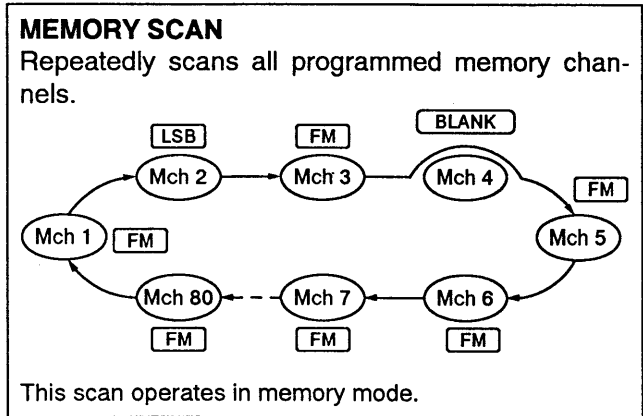 MEMORY SCAN
Repeatedly scans all programmed memory chan-
nels.
LSB
FM
BLANK
Mch 2
Mch 3
Mch 4
FM
Mch 1
FM
Mch 5
Mch 80
Mch 7
Mch 6
FM
FM
FM
This scan operates in memory mode.